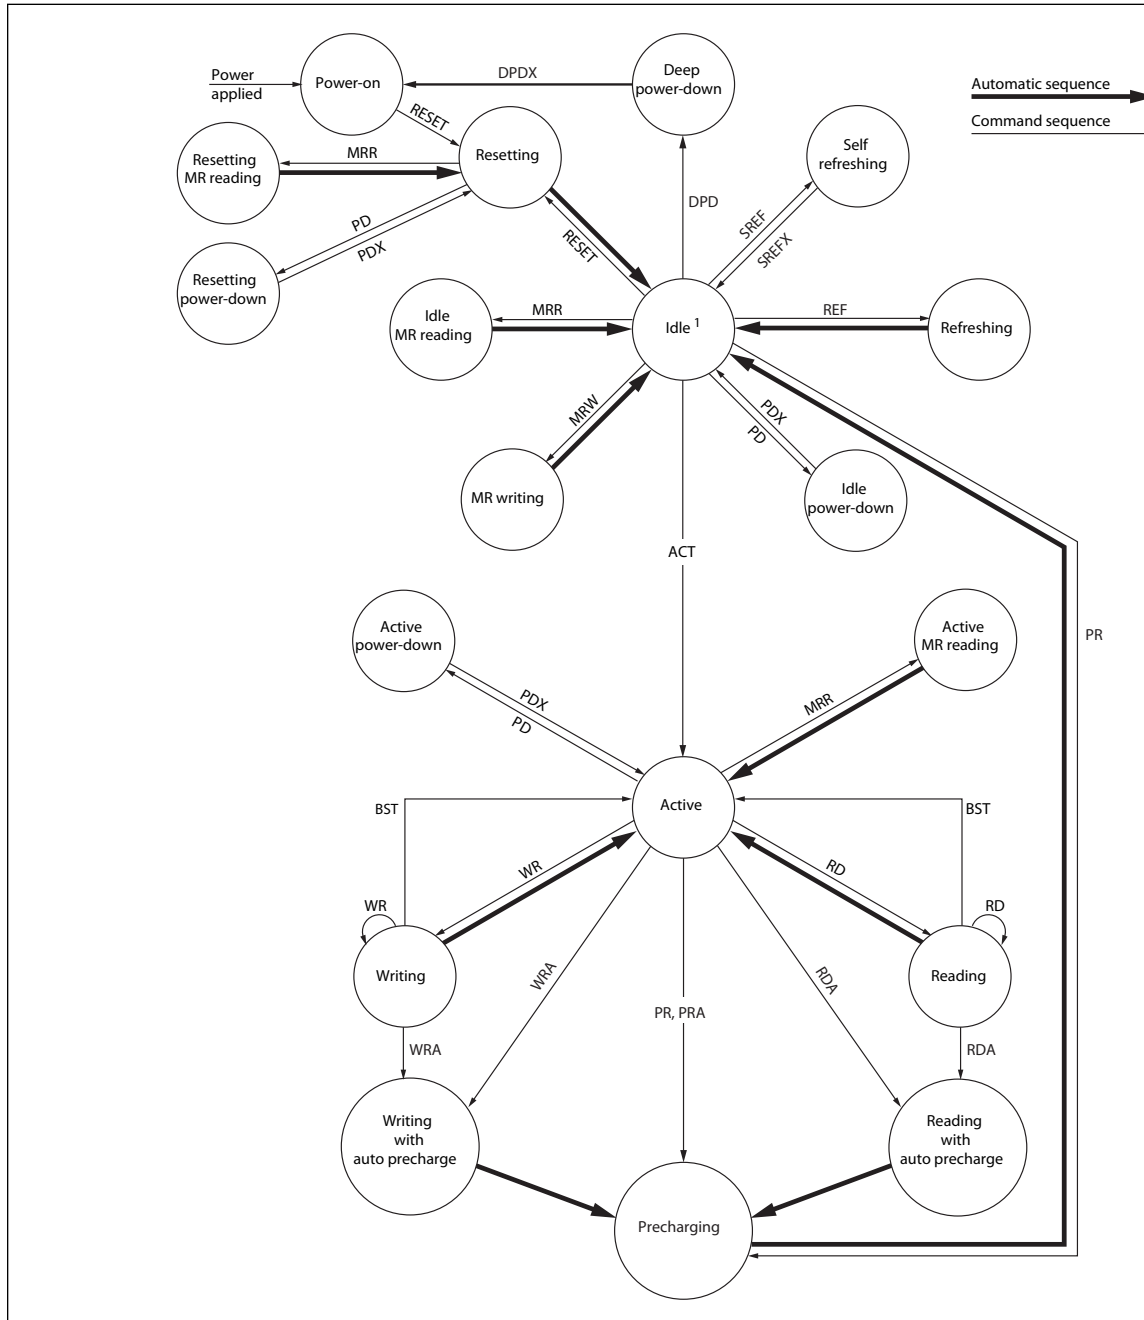 Power
applied
Power-on
DPDX
Deep
power-down
Automatic sequence
Command sequence
RESET
Resetting
MR reading
MRR
Resetting
Self
refreshing
PD
PDX
DPD
SREF
SREFX
RESET
Resetting
power-down
Idle
MR reading
MRR
Idle 1
REF
Refreshing
MRW
PDX
PD
MR writing
Idle
power-down
ACT
Active
power-down
Active
MR reading
PR
PDX
PD
MRR
BST
Active
BST
WR
RD
WR
RD
Writing
Reading
WRA
RDA
PR, PRA
WRA
RDA
Writing
with
auto precharge
Reading
with
auto precharge
Precharging